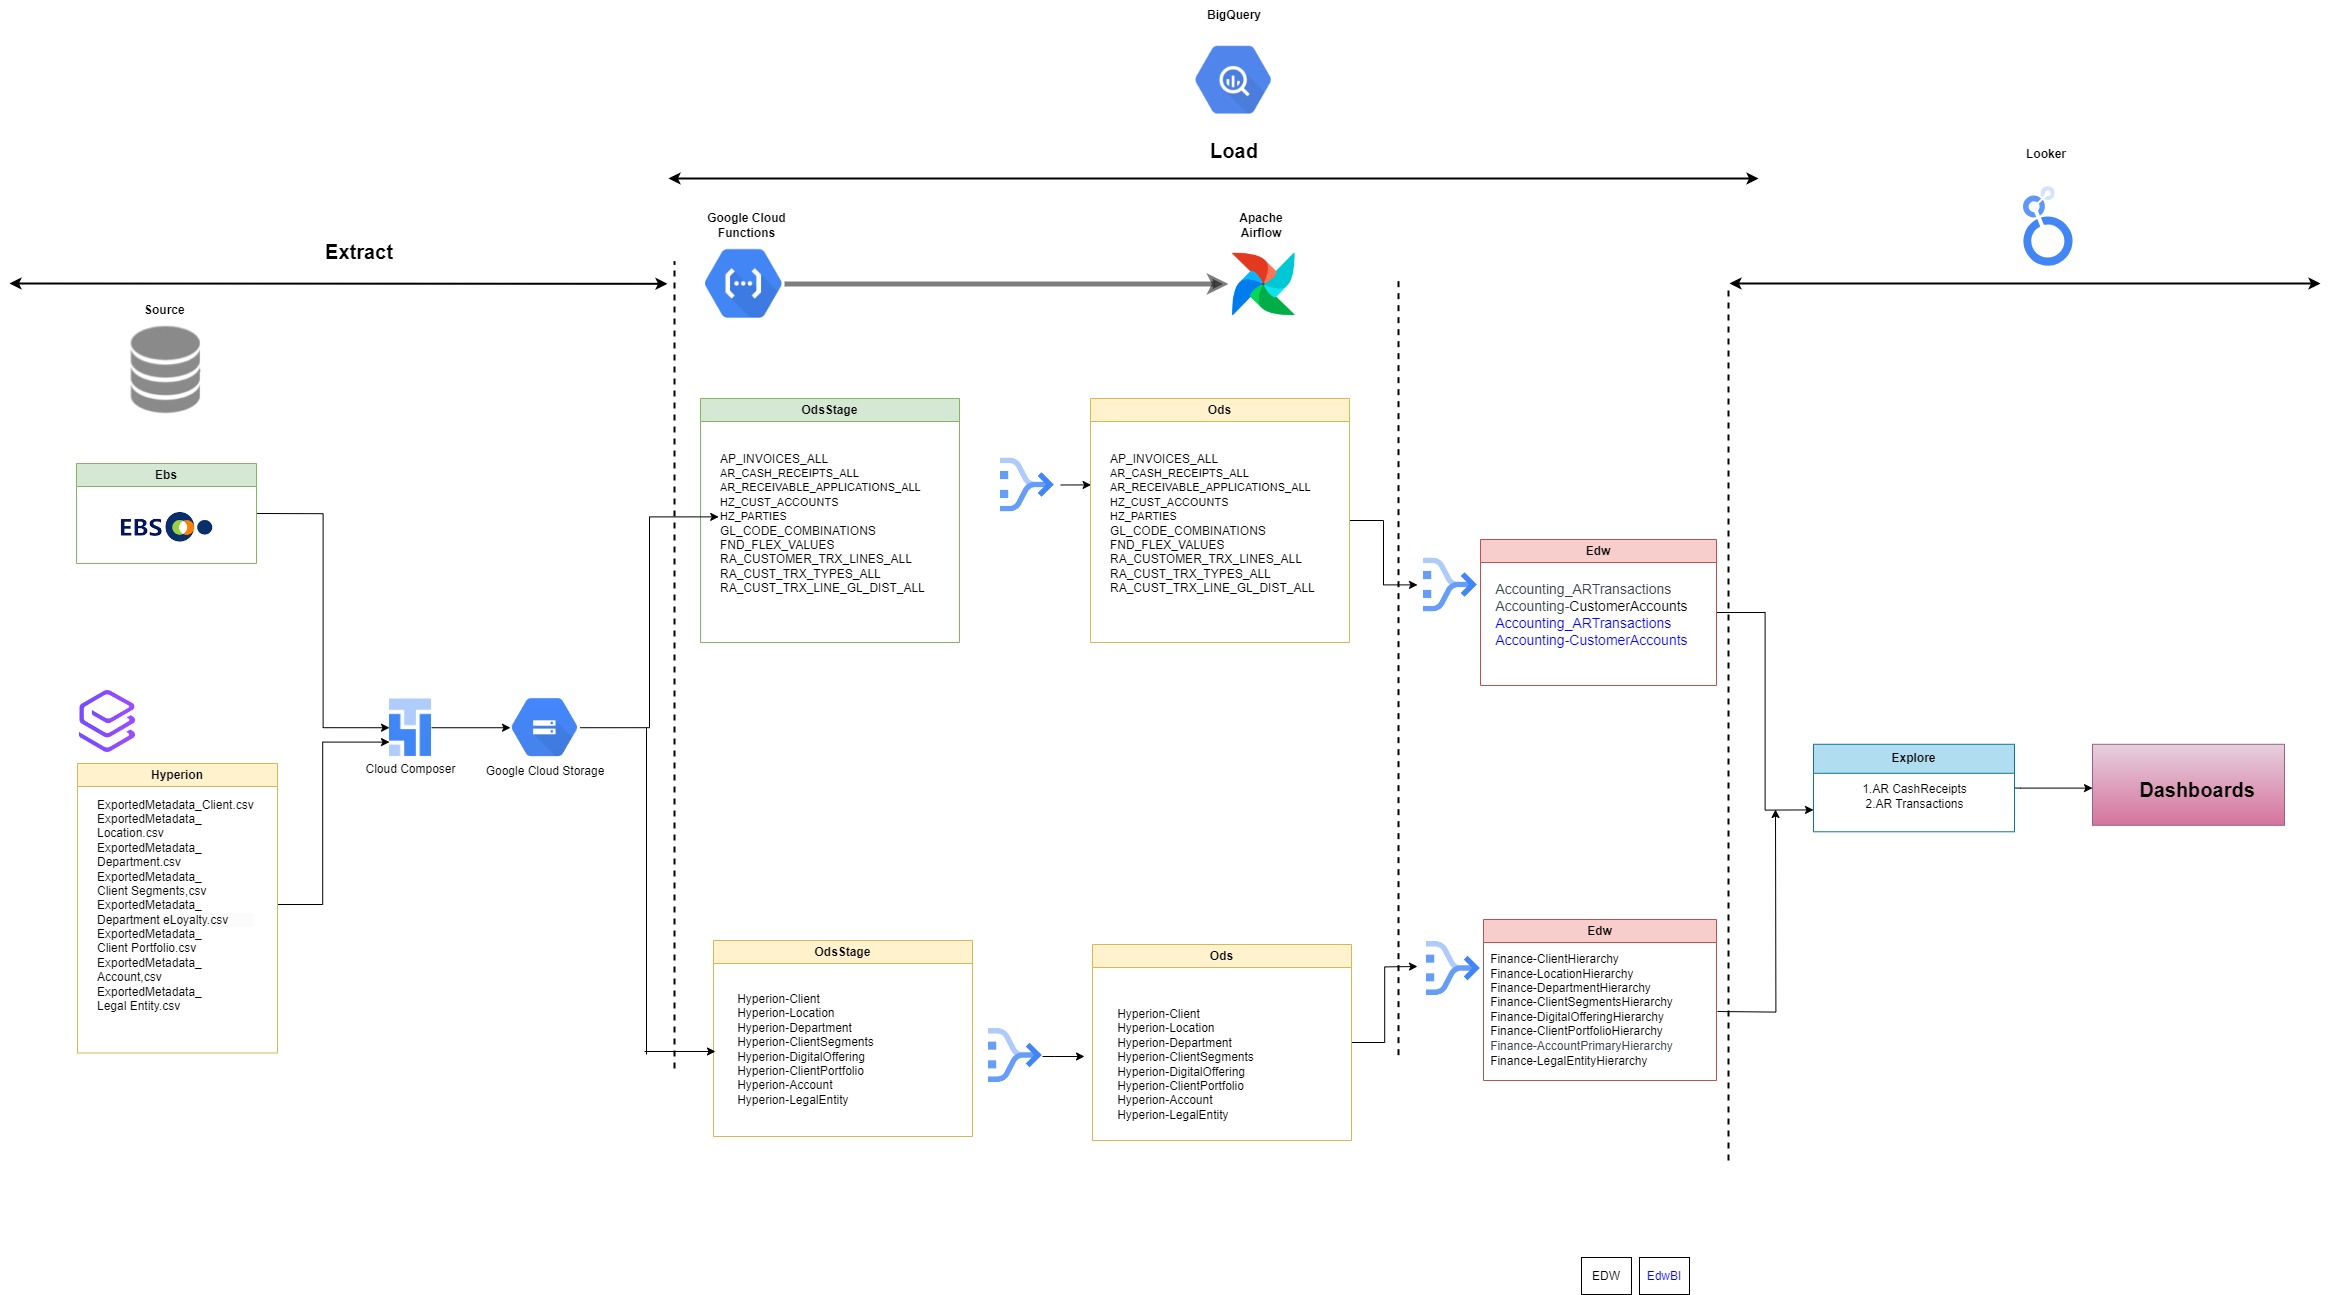 BigQuery
Load
Looker
Google Cloud
Functions
Apache
Airflow
Extract
Source
Ebs
EBS
Hyperion
ExportedMetadata_Client.csv
ExportedMetadata_
Location.csv
ExportedMetadata_
Department.csv
ExportedMetadata_
Client Segments,csv
ExportedMetadata_
Department eLoyalty.csv
ExportedMetadata_
Client Portfolio.csv
ExportedMetadata_
Account,csv
ExportedMetadata_
Legal Entity.csv
Cloud Composer
Google Cloud Storage
OdsStage
AP_INVOICES_ALL
AR_CASH_RECEIPTS_ALL
AR_RECEIVABLE_APPLICATIONS_ALL
HZ_CUST_ACCOUNTS
HZ_PARTIES
GL_CODE_COMBINATIONS
FND_FLEX_VALUES
RA_CUSTOMER_TRX_LINES_ALL
RA_CUST_TRX_TYPES_ALL
RA_CUST_TRX_LINE_GL_DIST_ALL
Ods
AP_INVOICES_ALL
AR_CASH_RECEIPTS_ALL
AR_RECEIVABLE_APPLICATIONS_ALL
HZ_CUST_ACCOUNTS
HZ_PARTIES
GL_CODE_COMBINATIONS
FND_FLEX_VALUES
RA_CUSTOMER_TRX_LINES_ALL
RA_CUST_TRX_TYPES_ALL
RA_CUST_TRX_LINE_GL_DIST_ALL
Edw
Accounting_ARTransactions
Accounting-CustomerAccounts
Accounting_ARTransactions
Accounting-CustomerAccounts
OdsStage
Hyperion-Client
Hyperion-Location
Hyperion-Department
Hyperion-ClientSegments
Hyperion-DigitalOffering
Hyperion-ClientPortfolio
Hyperion-Account
Hyperion-LegalEntity
Ods
Hyperion-Client
Hyperion-Location
Hyperion-Department
Hyperion-ClientSegments
Hyperion-DigitalOffering
Hyperion-ClientPortfolio
Hyperion-Account
Hyperion-LegalEntity
Edw
Finance-ClientHierarchy
Finance-LocationHierarchy
Finance-DepartmentHierarchy
Finance-ClientSegmentsHierarchy
Finance-DigitalOfferingHierarchy
Finance-ClientPortfolioHierarchy
Finance-AccountPrimaryHierarchy
Finance-LegalEntityHierarchy
Explore
1.AR CashReceipts
2.AR Transactions
Dashboards
EDW
EdwBI